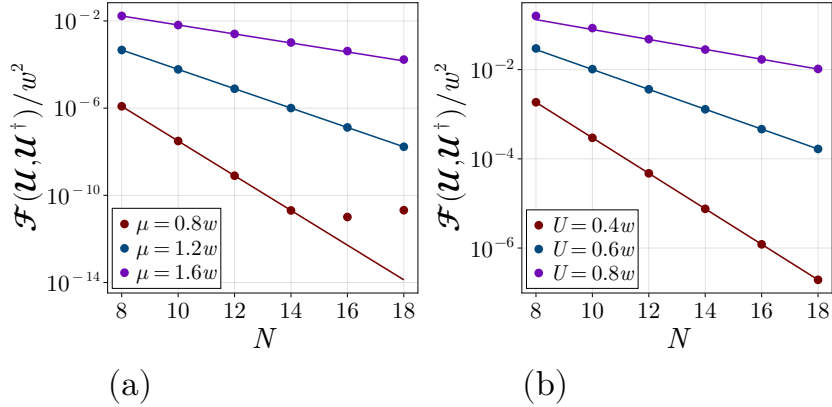 𝓕(𝓤,𝓤†)/w²
10⁻²
10⁻⁶
10⁻¹⁰
10⁻¹⁴
μ = 0.8w
μ = 1.2w
μ = 1.6w
8 10 12 14 16 18
N
(a)
𝓕(𝓤,𝓤†)/w²
10⁻²
10⁻⁴
10⁻⁶
U = 0.4w
U = 0.6w
U = 0.8w
8 10 12 14 16 18
N
(b)